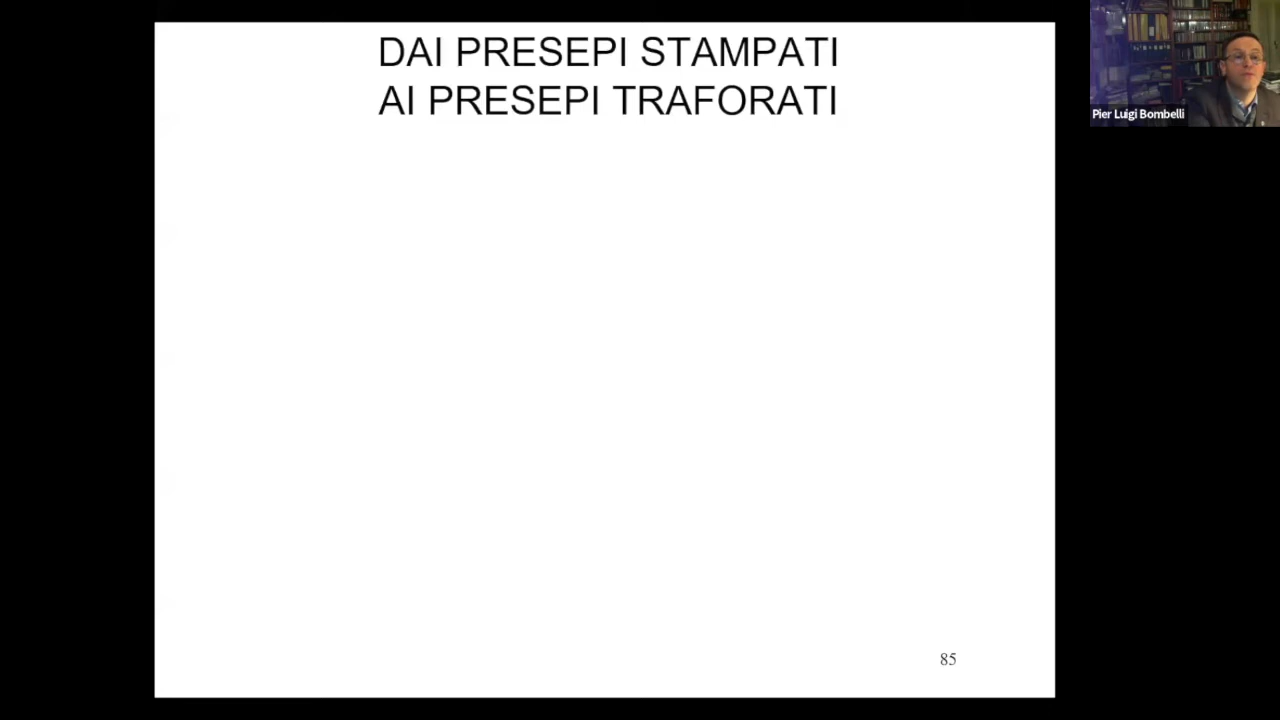 DAI PRESEPI STAMPATI
AI PRESEPI TRAFORATI
Pier Luigi Bombelli
85